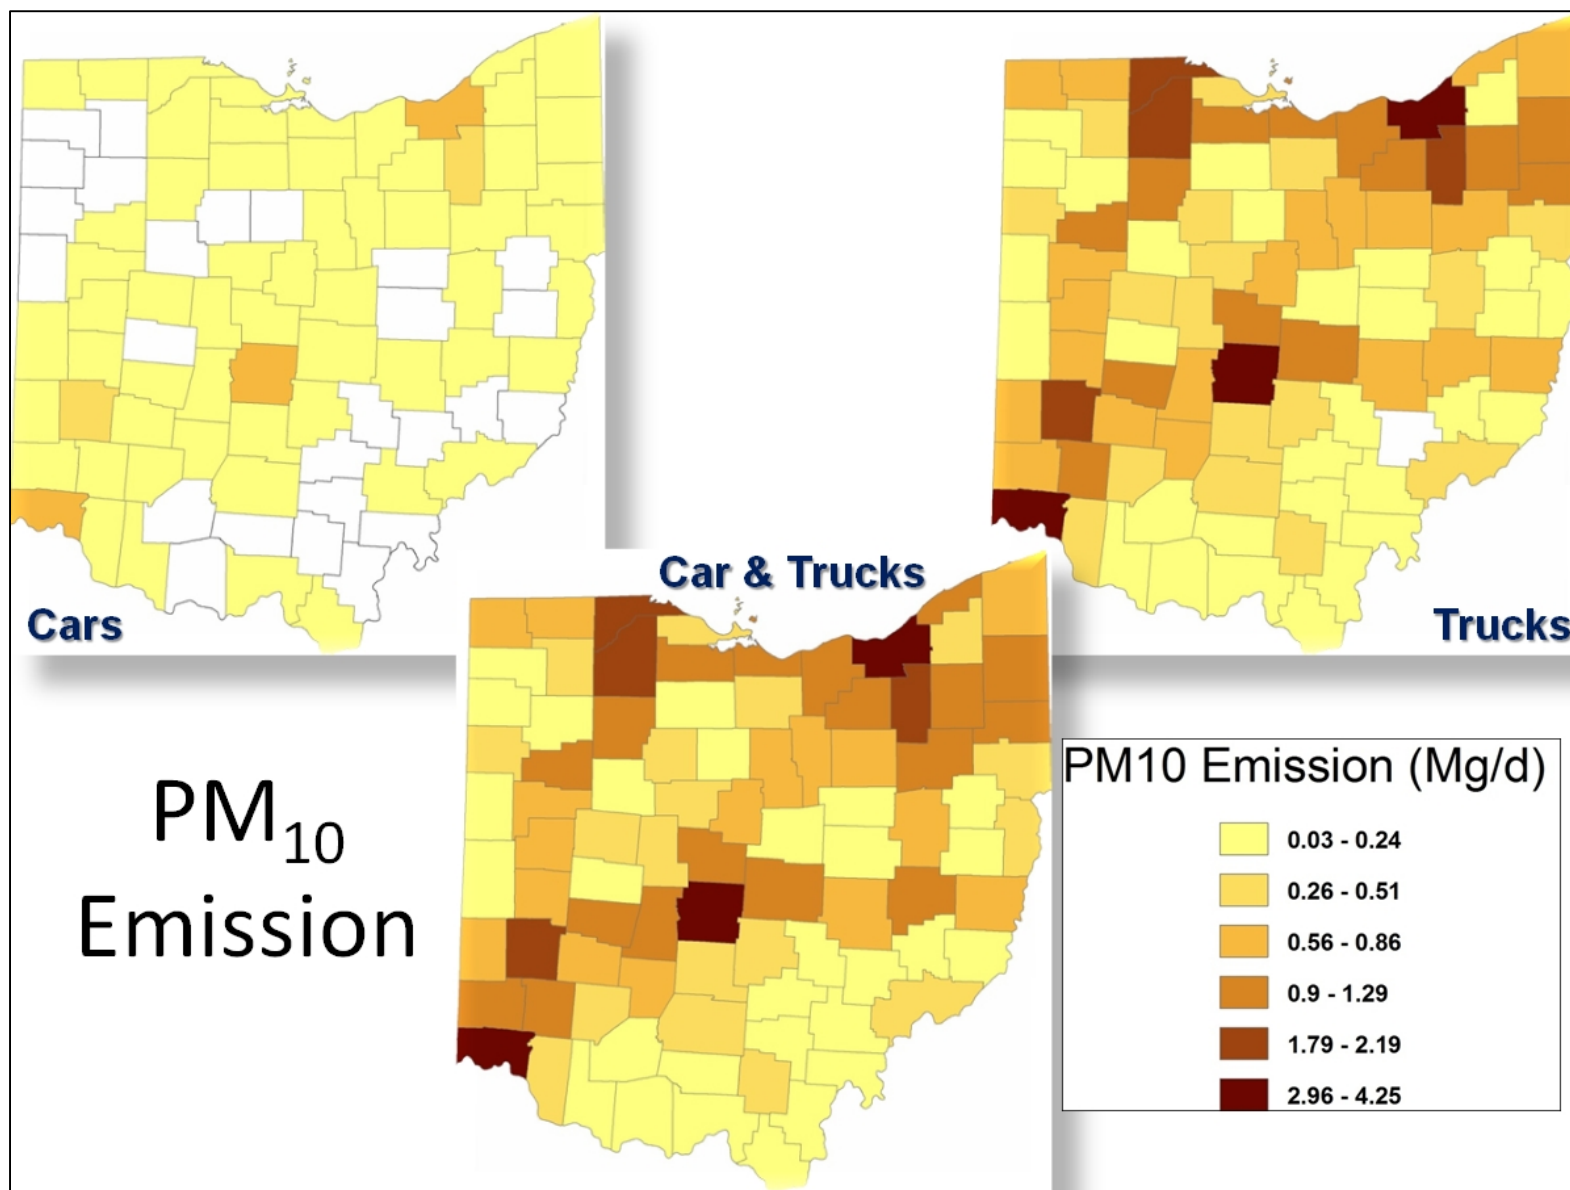 Cars
Car & Trucks
Trucks
PM₁₀
Emission
PM10 Emission (Mg/d)
0.03 - 0.24
0.26 - 0.51
0.56 - 0.86
0.9 - 1.29
1.79 - 2.19
2.96 - 4.25